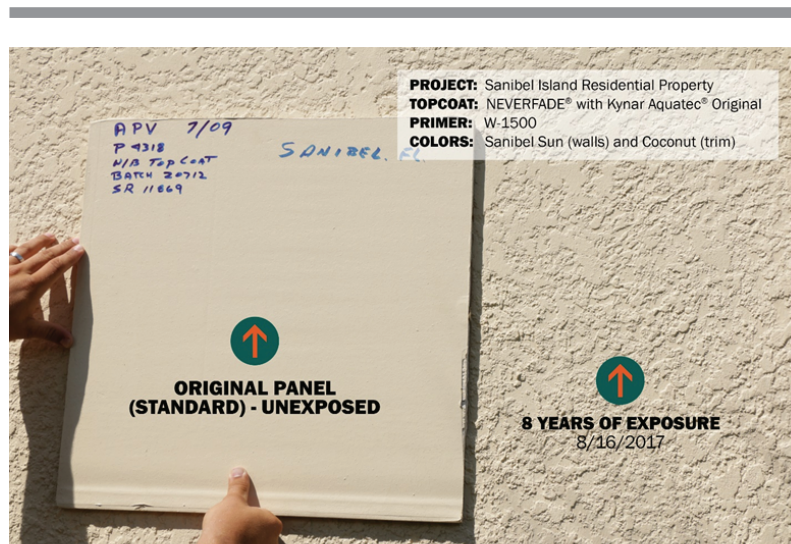 PROJECT: Sanibel Island Residential Property
TOPCOAT: NEVERFADE® with Kynar Aquatec® Original
PRIMER: W-1500
COLORS: Sanibel Sun (walls) and Coconut (trim)
APV 7/09
P 4318
W/B TOPCOAT
BATCH 20712
SR 11869
SANIBEL. FL.
ORIGINAL PANEL
(STANDARD) - UNEXPOSED
8 YEARS OF EXPOSURE
8/16/2017